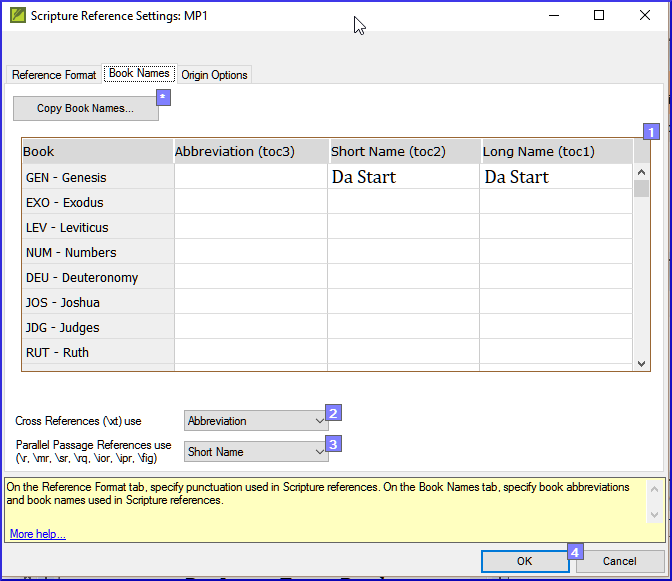 Scripture Reference Settings: MP1
Reference Format Book Names Origin Options
Copy Book Names... *
1
Book Abbreviation (toc3) Short Name (toc2) Long Name (toc1)
GEN - Genesis Da Start Da Start
EXO - Exodus
LEV - Leviticus
NUM - Numbers
DEU - Deuteronomy
JOS - Joshua
JDG - Judges
RUT - Ruth
Cross References (\xt) use Abbreviation 2
Parallel Passage References use
(\r, \mr, \sr, \rq, \ior, \ipr, \fig) Short Name 3
On the Reference Format tab, specify punctuation used in Scripture references. On the Book Names tab, specify book abbreviations
and book names used in Scripture references.
More help...
OK 4 Cancel